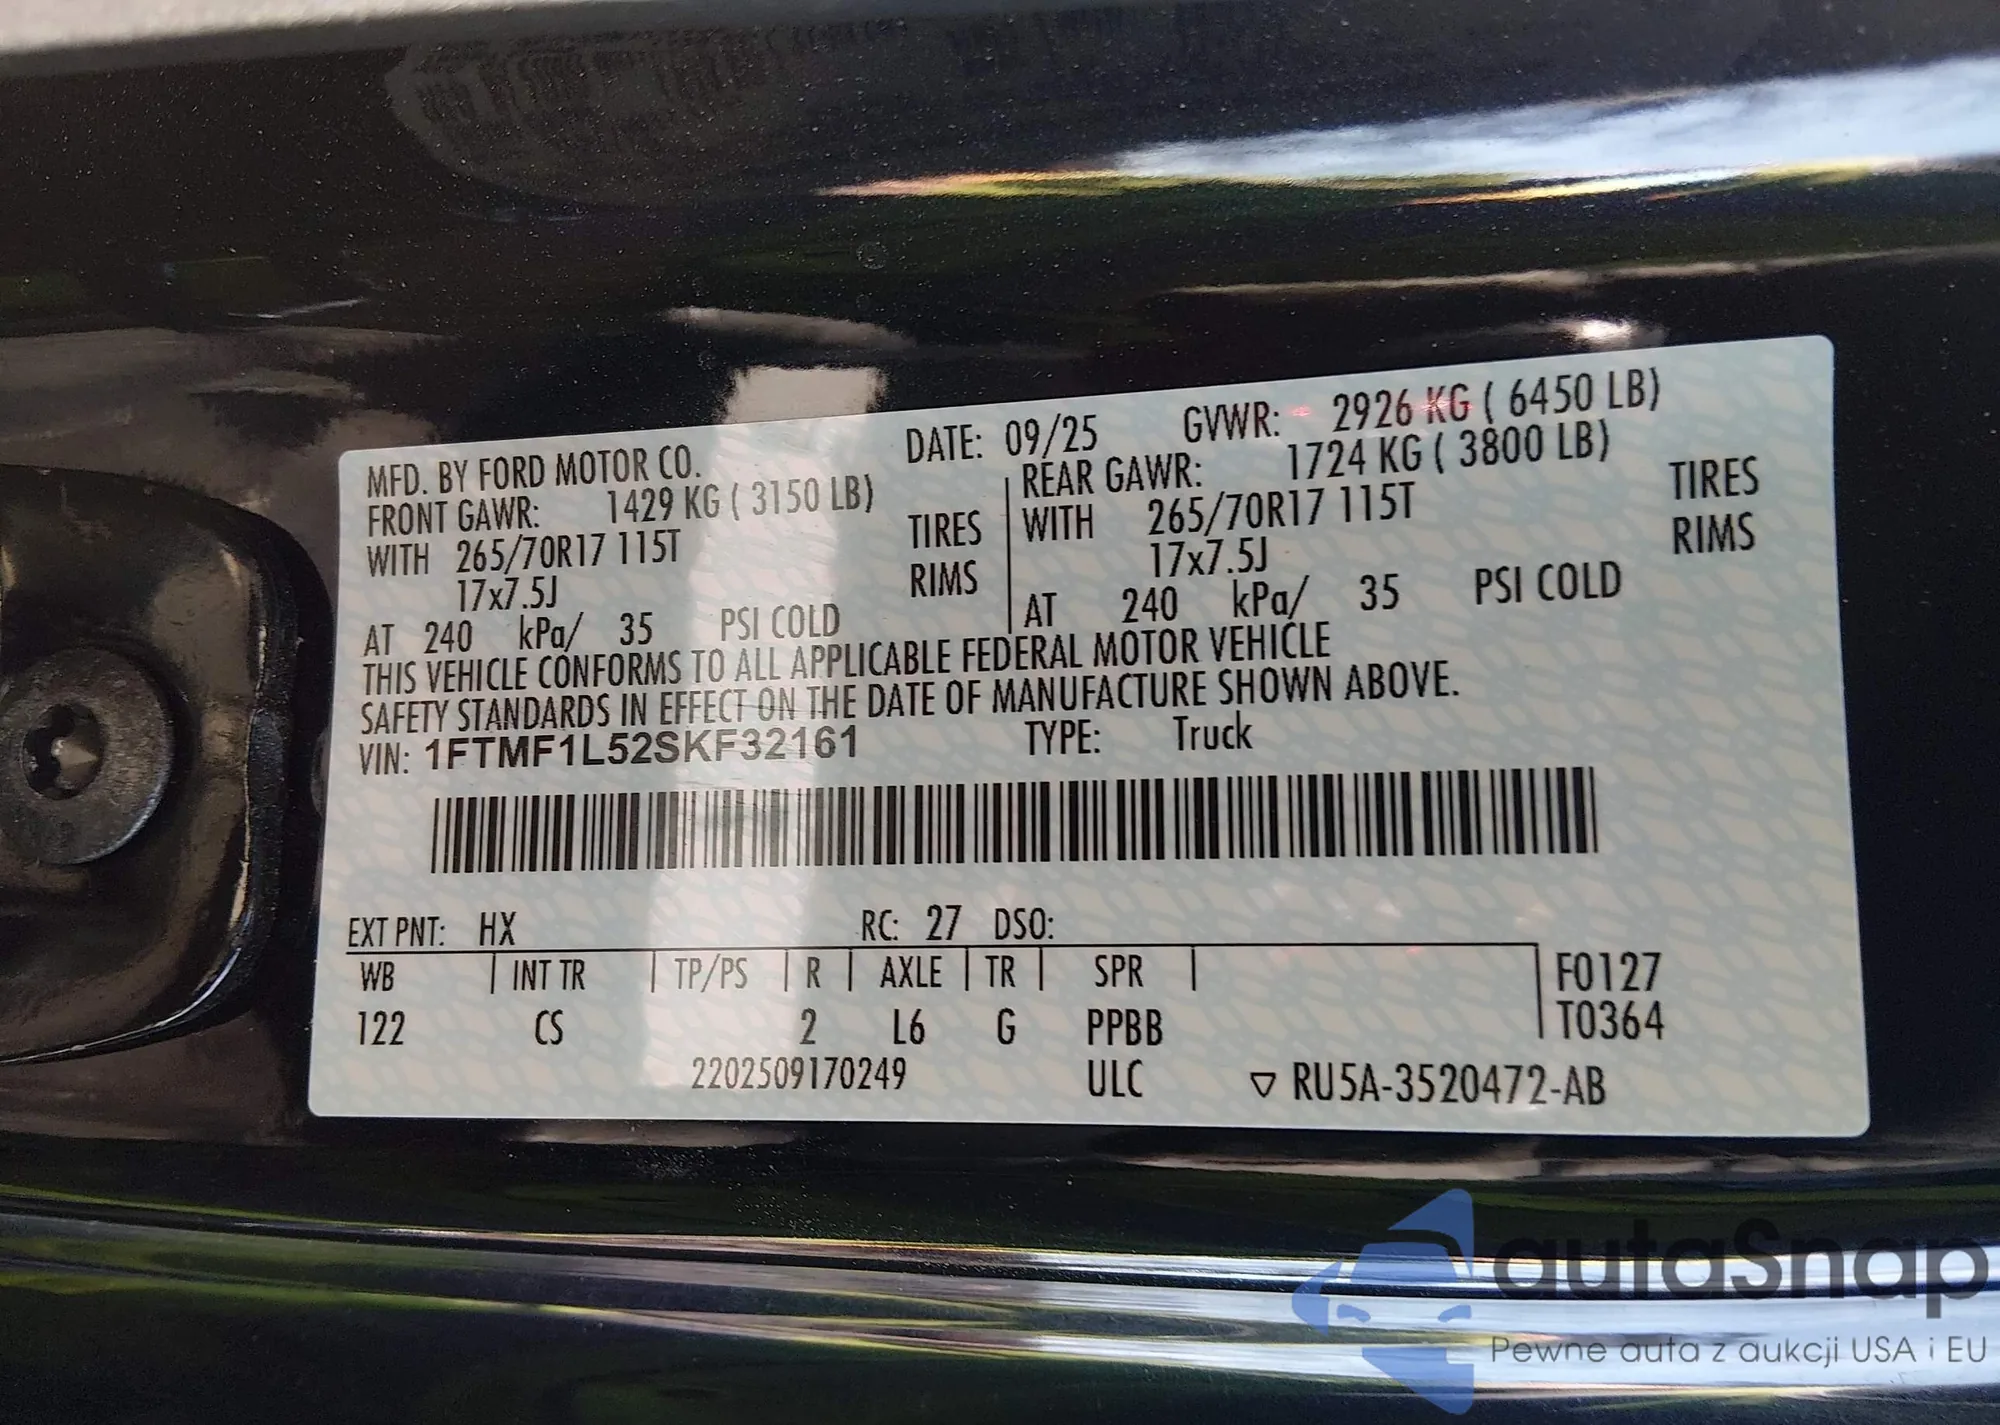 MFD. BY FORD MOTOR CO. DATE: 09/25 GVWR: 2926 KG ( 6450 LB)
FRONT GAWR: 1429 KG ( 3150 LB) REAR GAWR: 1724 KG ( 3800 LB)
WITH 265/70R17 115T TIRES WITH 265/70R17 115T TIRES
17x7.5J RIMS 17x7.5J RIMS
AT 240 kPa/ 35 PSI COLD AT 240 kPa/ 35 PSI COLD
THIS VEHICLE CONFORMS TO ALL APPLICABLE FEDERAL MOTOR VEHICLE
SAFETY STANDARDS IN EFFECT ON THE DATE OF MANUFACTURE SHOWN ABOVE.
VIN: 1FTMF1L52SKF32161 TYPE: Truck
EXT PNT: HX RC: 27 DSO:
WB INT TR TP/PS R AXLE TR SPR F0127
122 CS 2 L6 G PPBB T0364
2202509170249 ULC ▽ RU5A-3520472-AB
autaSnap
Pewne auta z aukcji USA i EU